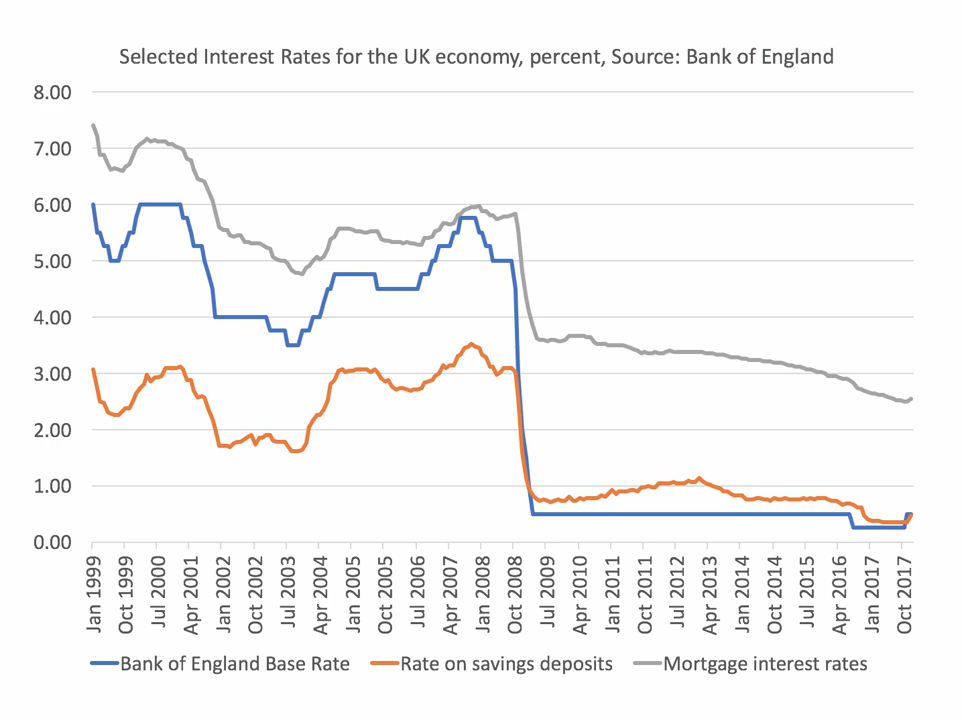 Selected Interest Rates for the UK economy, percent, Source: Bank of England
8.00
7.00
6.00
5.00
4.00
3.00
2.00
1.00
0.00
Jan 1999
Oct 1999
Jul 2000
Apr 2001
Jan 2002
Oct 2002
Jul 2003
Apr 2004
Jan 2005
Oct 2005
Jul 2006
Apr 2007
Jan 2008
Oct 2008
Jul 2009
Apr 2010
Jan 2011
Oct 2011
Jul 2012
Apr 2013
Jan 2014
Oct 2014
Jul 2015
Apr 2016
Jan 2017
Oct 2017
Bank of England Base Rate
Rate on savings deposits
Mortgage interest rates